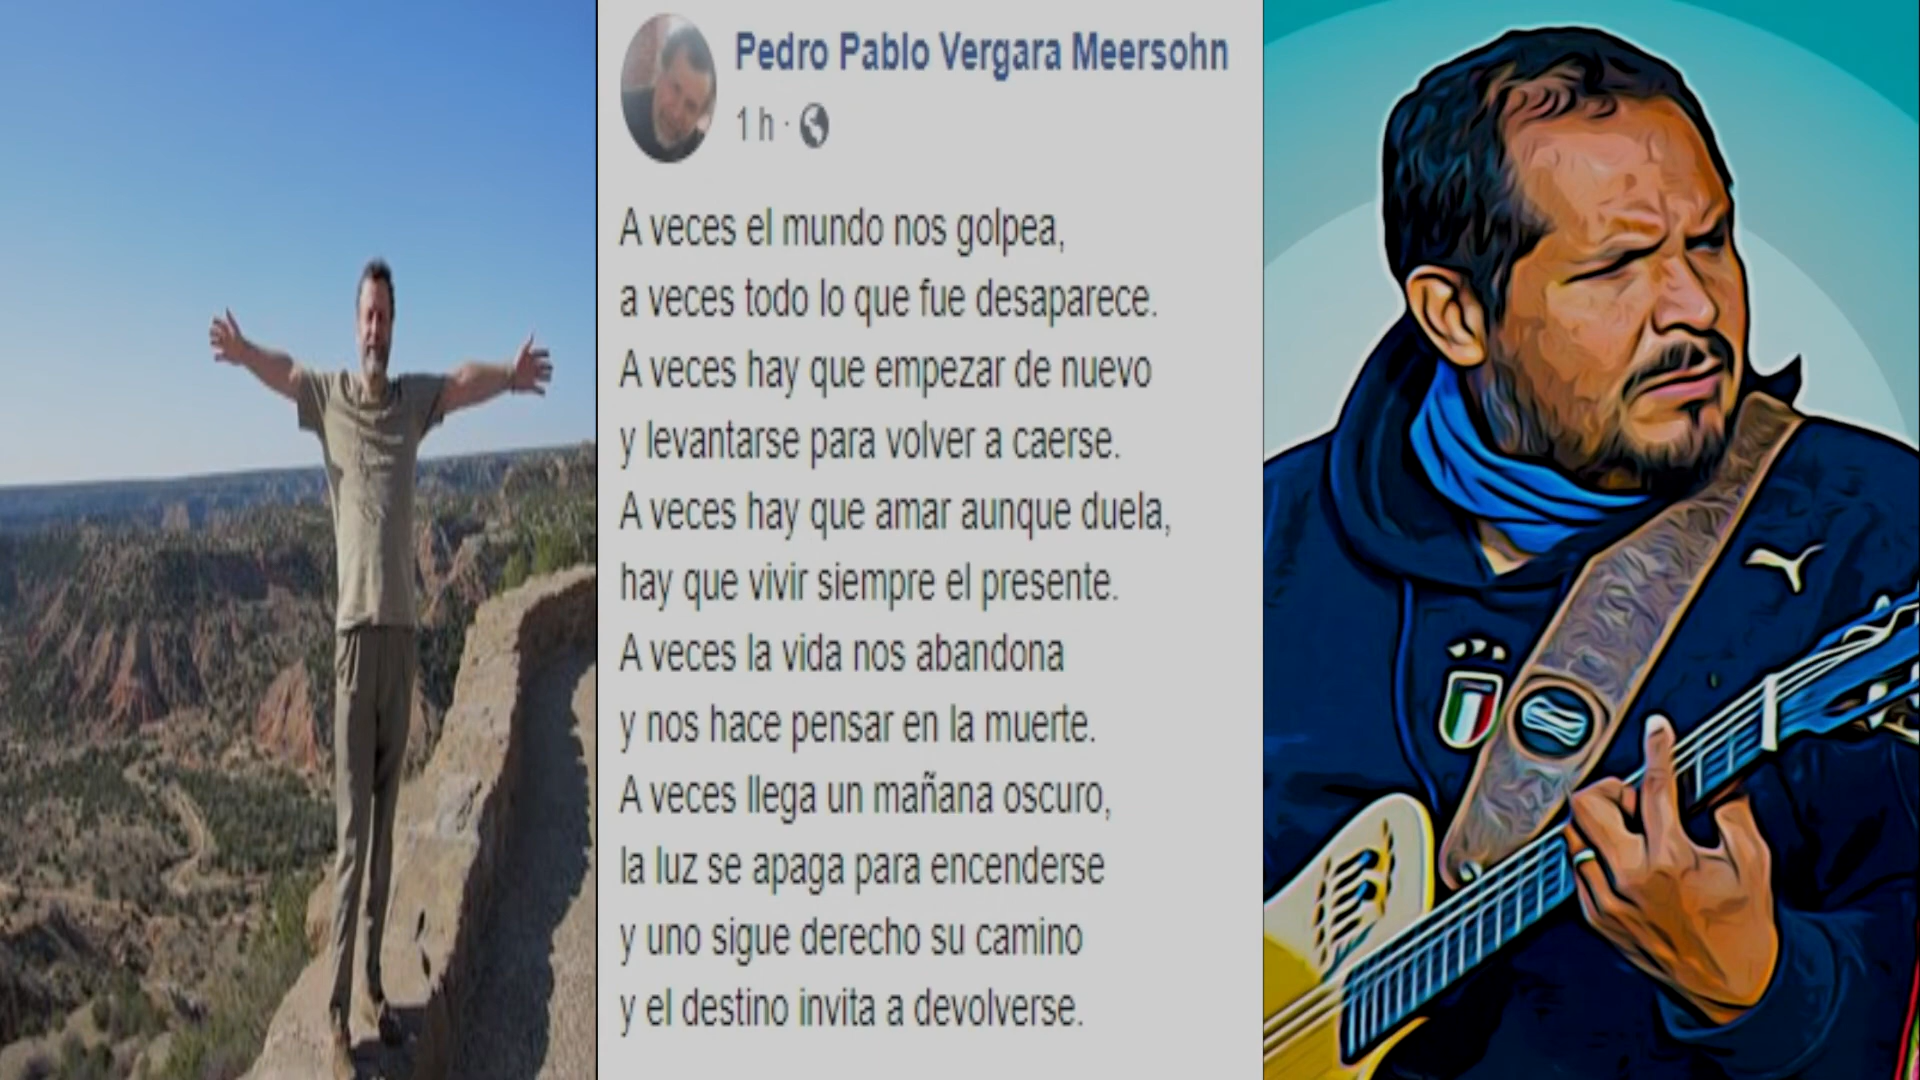 Pedro Pablo Vergara Meersohn
1 h ·
A veces el mundo nos golpea,
a veces todo lo que fue desaparece.
A veces hay que empezar de nuevo
y levantarse para volver a caerse.
A veces hay que amar aunque duela,
hay que vivir siempre el presente.
A veces la vida nos abandona
y nos hace pensar en la muerte.
A veces llega un mañana oscuro,
la luz se apaga para encenderse
y uno sigue derecho su camino
y el destino invita a devolverse.